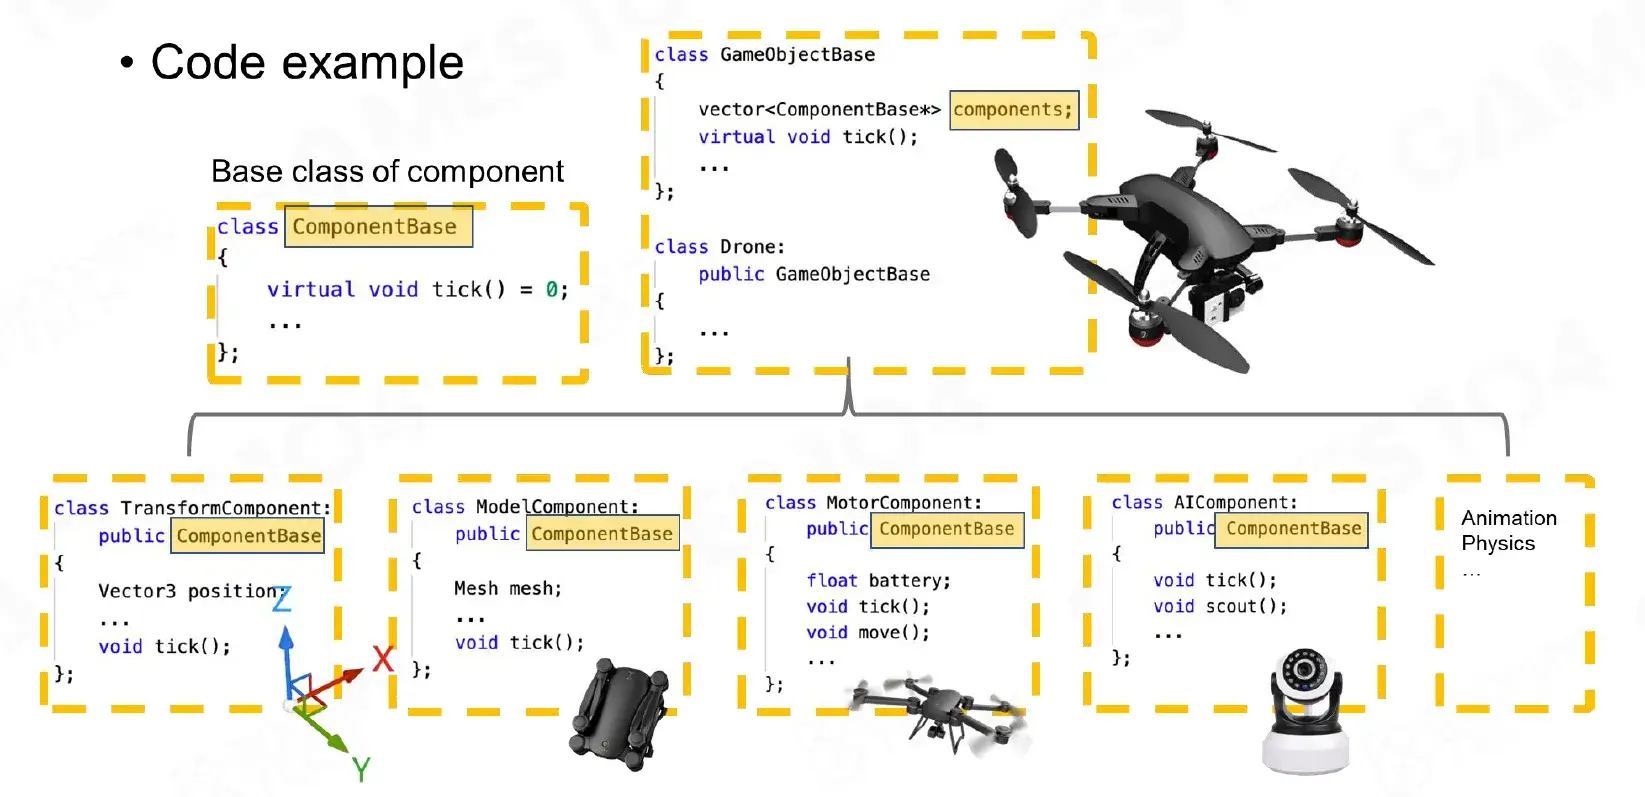 • Code example
class GameObjectBase
{
vector<ComponentBase*> components;
virtual void tick();
...
};
class Drone:
public GameObjectBase
{
...
};
Base class of component
class ComponentBase
{
virtual void tick() = 0;
...
};
class TransformComponent:
public ComponentBase
{
Vector3 position;
...
void tick();
};
Z
X
Y
class ModelComponent:
public ComponentBase
{
Mesh mesh;
...
void tick();
};
class MotorComponent:
public ComponentBase
{
float battery;
void tick();
void move();
...
};
class AIComponent:
public ComponentBase
{
void tick();
void scout();
...
};
Animation
Physics
...